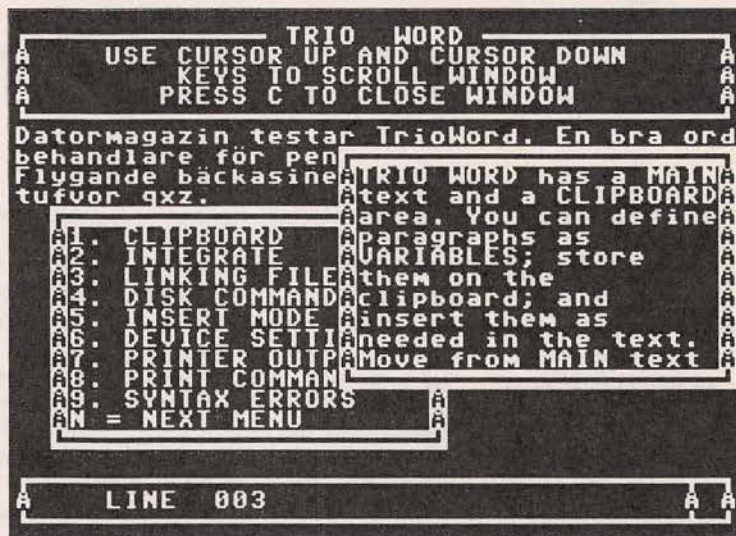 TRIO WORD
USE CURSOR UP AND CURSOR DOWN
KEYS TO SCROLL WINDOW
PRESS C TO CLOSE WINDOW
Datormagazin testar TrioWord. En bra ord
behandlare för pen
Flygande bäckasine
tufvor qxz.
TRIO WORD has a MAIN
text and a CLIPBOARD
area. You can define
paragraphs as
VARIABLES; store
them on the
clipboard; and
insert them as
needed in the text.
Move from MAIN text
1. CLIPBOARD
2. INTEGRATE
3. LINKING FILE
4. DISK COMMAND
5. INSERT MODE
6. DEVICE SETTI
7. PRINTER OUTP
8. PRINT COMMAN
9. SYNTAX ERRORS
N = NEXT MENU
LINE 003